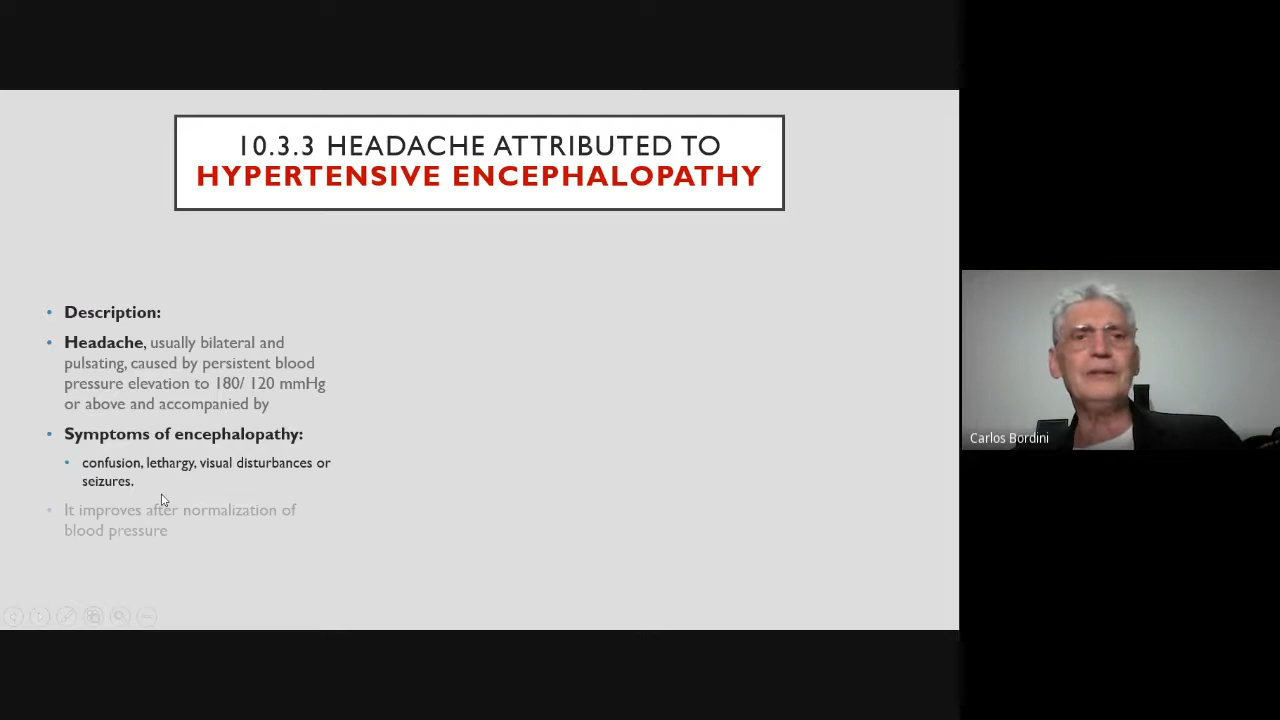 10.3.3 HEADACHE ATTRIBUTED TO
HYPERTENSIVE ENCEPHALOPATHY
• Description:
• Headache, usually bilateral and
pulsating, caused by persistent blood
pressure elevation to 180/ 120 mmHg
or above and accompanied by
• Symptoms of encephalopathy:
• confusion, lethargy, visual disturbances or
seizures.
• It improves after normalization of
blood pressure
Carlos Bordini